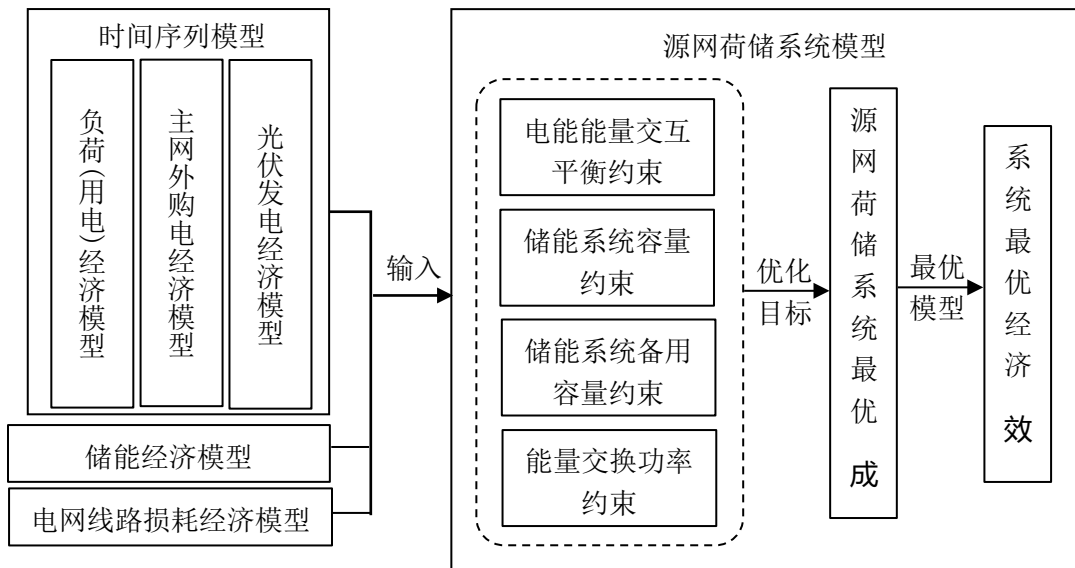 时间序列模型
负荷(用电)经济模型
主网外购电经济模型
光伏发电经济模型
储能经济模型
电网线路损耗经济模型
输入
源网荷储系统模型
电能能量交互
平衡约束
储能系统容量
约束
储能系统备用
容量约束
能量交换功率
约束
优化
目标
源网荷储系统最优成
最优
模型
系统最优经济效